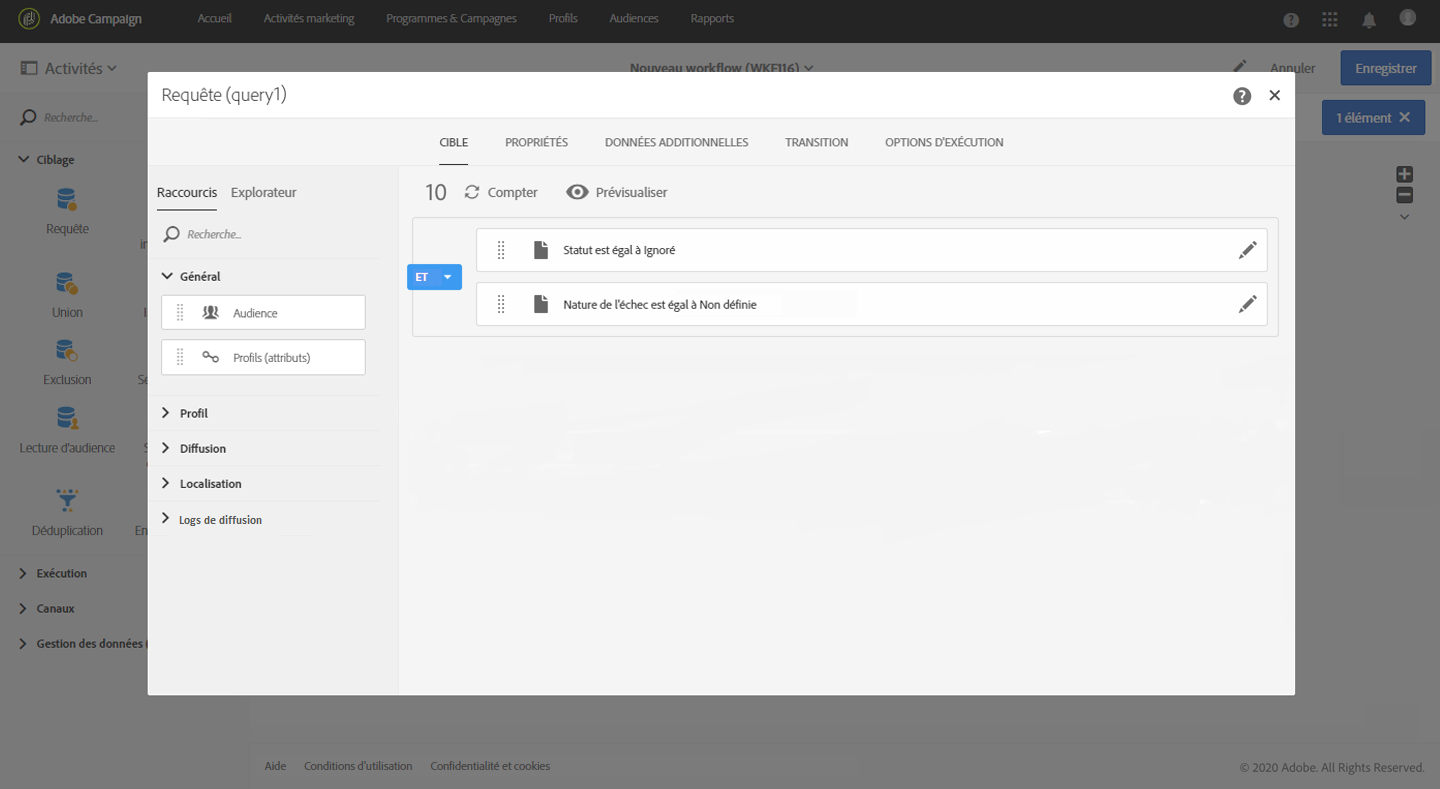 Adobe Campaign
Accueil
Activités marketing
Programmes & Campagnes
Profils
Audiences
Rapports
Activités
Nouveau workflow (WKF116)
Annuler
Enregistrer
Recherche...
1 élément
Ciblage
Requête
Union
Exclusion
Lecture d'audience
Déduplication
Exécution
Canaux
Gestion des données (
Requête (query1)
CIBLE
PROPRIÉTÉS
DONNÉES ADDITIONNELLES
TRANSITION
OPTIONS D'EXÉCUTION
Raccourcis
Explorateur
Recherche...
Général
Audience
Profils (attributs)
Profil
Diffusion
Localisation
Logs de diffusion
10
Compter
Prévisualiser
ET
Statut est égal à Ignoré
Nature de l'échec est égal à Non définie
Aide
Conditions d'utilisation
Confidentialité et cookies
© 2020 Adobe. All Rights Reserved.